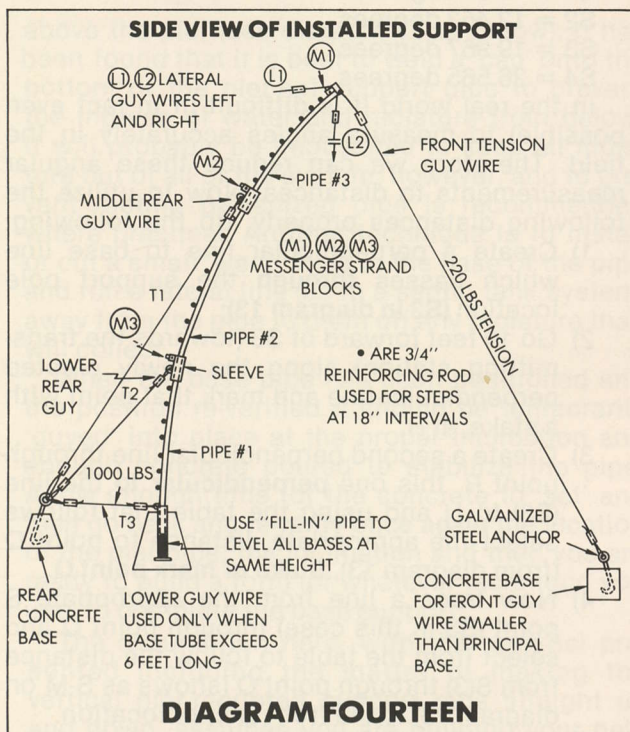 SIDE VIEW OF INSTALLED SUPPORT
M1
L1
L1, L2 LATERAL
GUY WIRES LEFT
AND RIGHT
L2
FRONT TENSION
GUY WIRE
M2
PIPE #3
MIDDLE REAR
GUY WIRE
M1 M2 M3
MESSENGER STRAND
BLOCKS
220 LBS TENSION
T1
M3
PIPE #2
LOWER
REAR
GUY
T2
SLEEVE
• ARE 3/4"
REINFORCING ROD
USED FOR STEPS
AT 18" INTERVALS
PIPE #1
1000 LBS
T3
USE "FILL-IN" PIPE TO
LEVEL ALL BASES AT
SAME HEIGHT
GALVANIZED
STEEL ANCHOR
REAR
CONCRETE
BASE
LOWER GUY WIRE
USED ONLY WHEN
BASE TUBE EXCEEDS
6 FEET LONG
CONCRETE BASE
FOR FRONT GUY
WIRE SMALLER
THAN PRINCIPAL
BASE.
DIAGRAM FOURTEEN